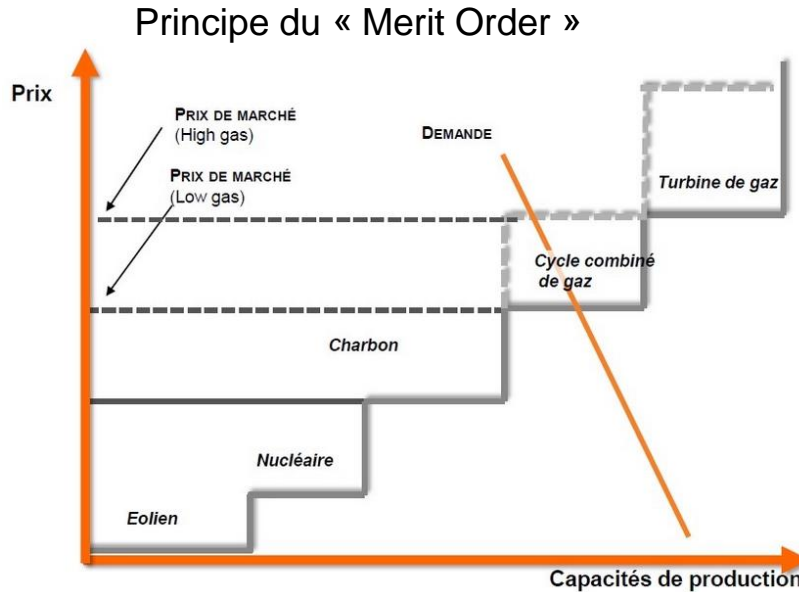 Principe du « Merit Order »
Prix
PRIX DE MARCHÉ
(High gas)
DEMANDE
PRIX DE MARCHÉ
(Low gas)
Turbine de gaz
Cycle combiné
de gaz
Charbon
Nucléaire
Eolien
Capacités de production